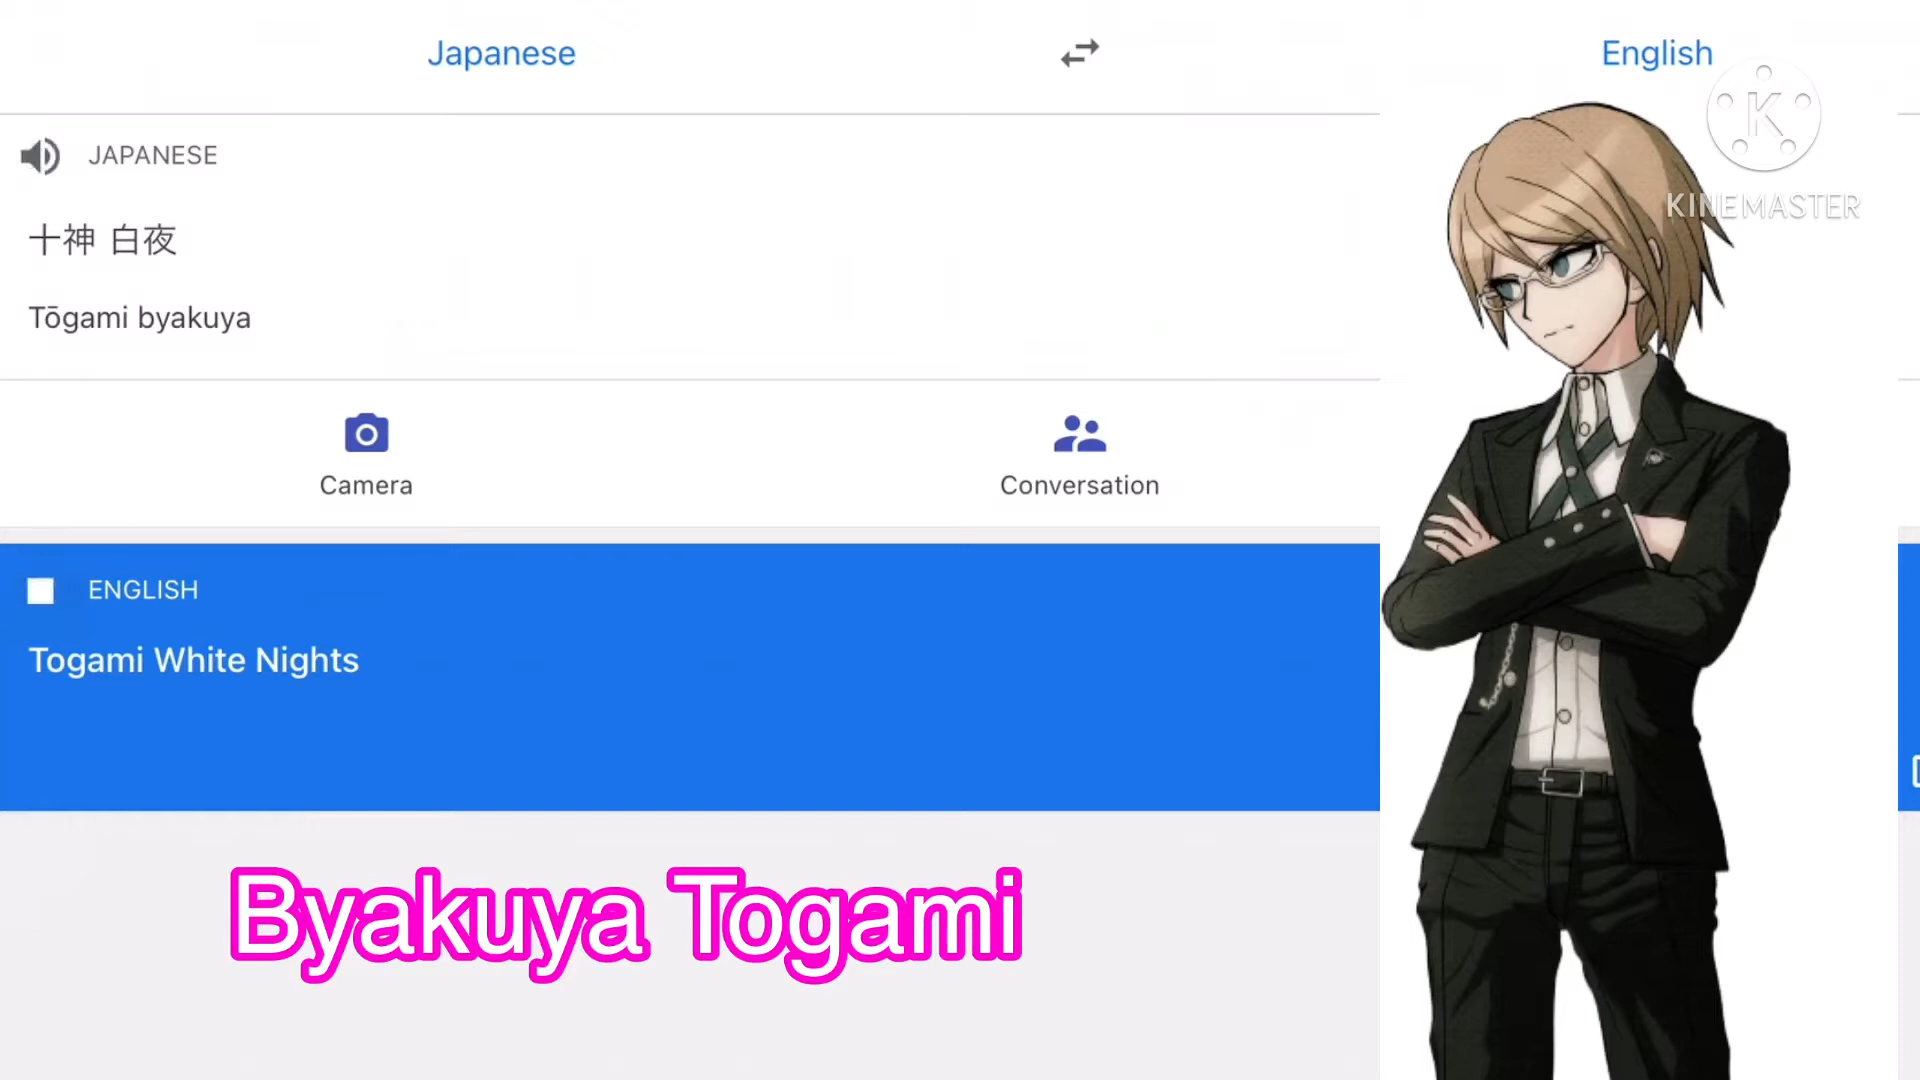 Japanese
English
K
KINEMASTER
JAPANESE
十神 白夜
Tōgami byakuya
Camera
Conversation
ENGLISH
Togami White Nights
Byakuya Togami